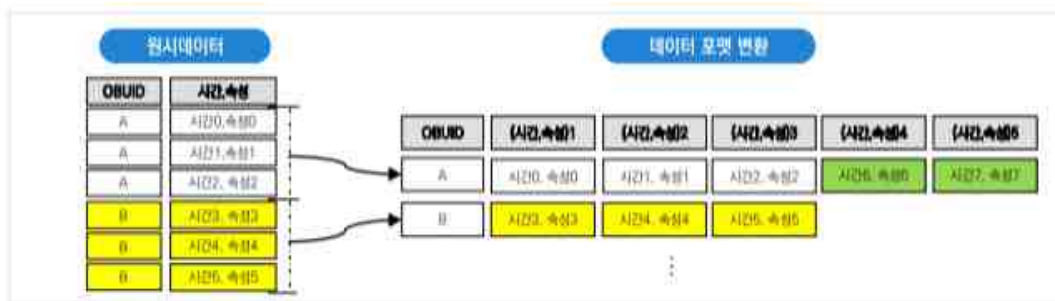 원시데이터
데이터 포맷 변환
OBUID 시간,속성
A 시간0,속성0
A 시간1,속성1
A 시간2, 속성2
B 시간3, 속성3
B 시간4, 속성4
B 시간5, 속성5
OBUID (시간,속성)1 (시간,속성)2 (시간,속성)3 (시간,속성)4 (시간,속성)5
A 시간0, 속성0 시간1, 속성1 시간2, 속성2 시간6, 속성6 시간7, 속성7
B 시간3, 속성3 시간4, 속성4 시간5, 속성5
⋮